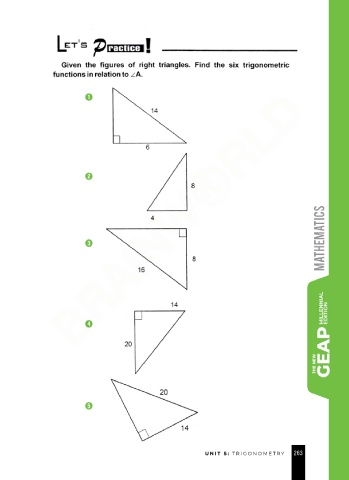 LET'S Practice!
Given the figures of right triangles. Find the six trigonometric
functions in relation to ∠A.
1
14
6
2
8
4
3
8
16
14
4
20
20
5
14
MATHEMATICS
THE NEW GEAP MILLENNIAL EDITION
BRAINWORLD
UNIT 5: TRIGONOMETRY 263